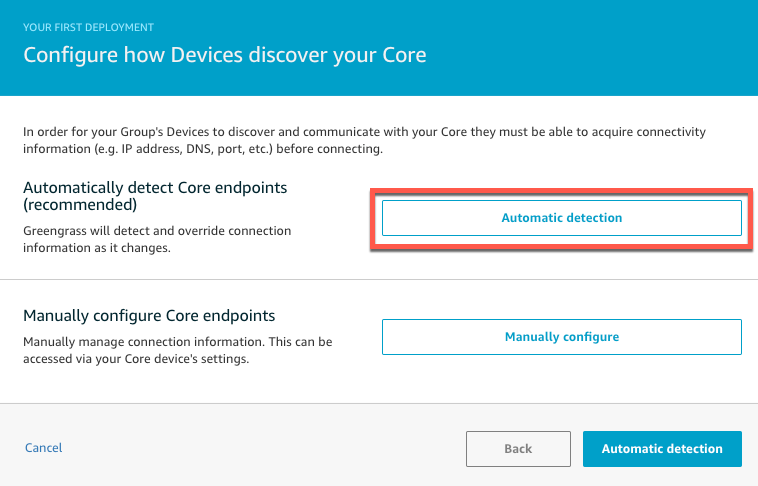 YOUR FIRST DEPLOYMENT
Configure how Devices discover your Core
In order for your Group's Devices to discover and communicate with your Core they must be able to acquire connectivity
information (e.g. IP address, DNS, port, etc.) before connecting.
Automatically detect Core endpoints
(recommended)
Greengrass will detect and override connection
information as it changes.
Automatic detection
Manually configure Core endpoints
Manually manage connection information. This can be
accessed via your Core device's settings.
Manually configure
Cancel
Back
Automatic detection